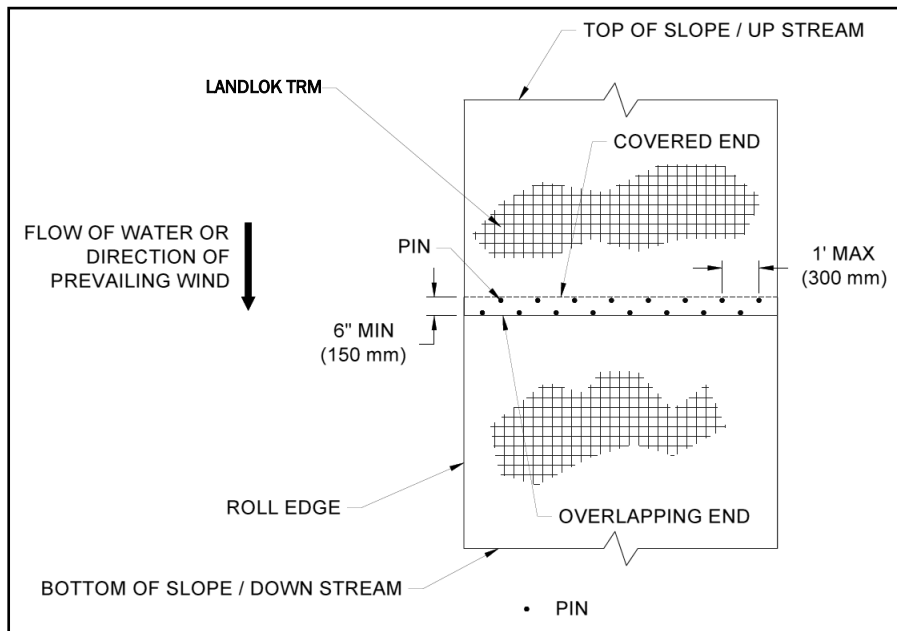 TOP OF SLOPE / UP STREAM
LANDLOK TRM
COVERED END
FLOW OF WATER OR
DIRECTION OF
PREVAILING WIND
PIN
1' MAX
(300 mm)
6" MIN
(150 mm)
ROLL EDGE
OVERLAPPING END
BOTTOM OF SLOPE / DOWN STREAM
PIN